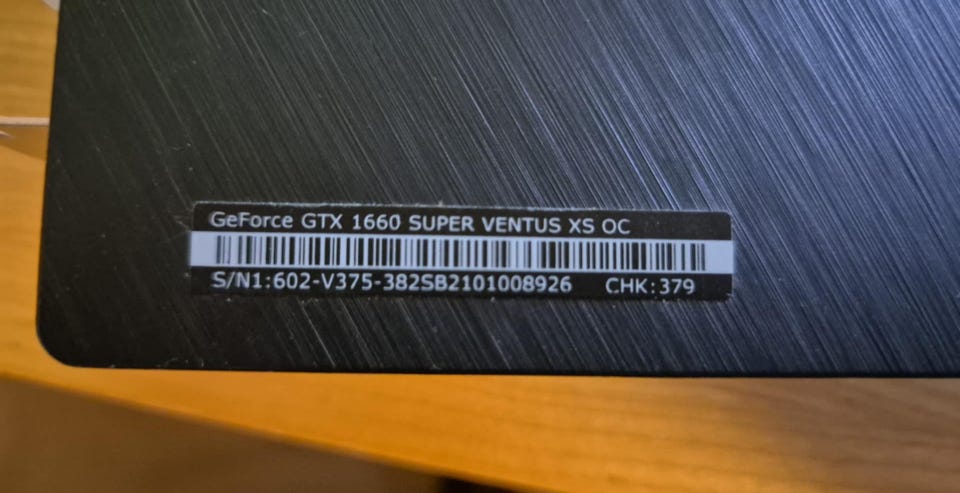 GeForce GTX 1660 SUPER VENTUS XS OC
S/N1:602-V375-382SB2101008926 CHK:379